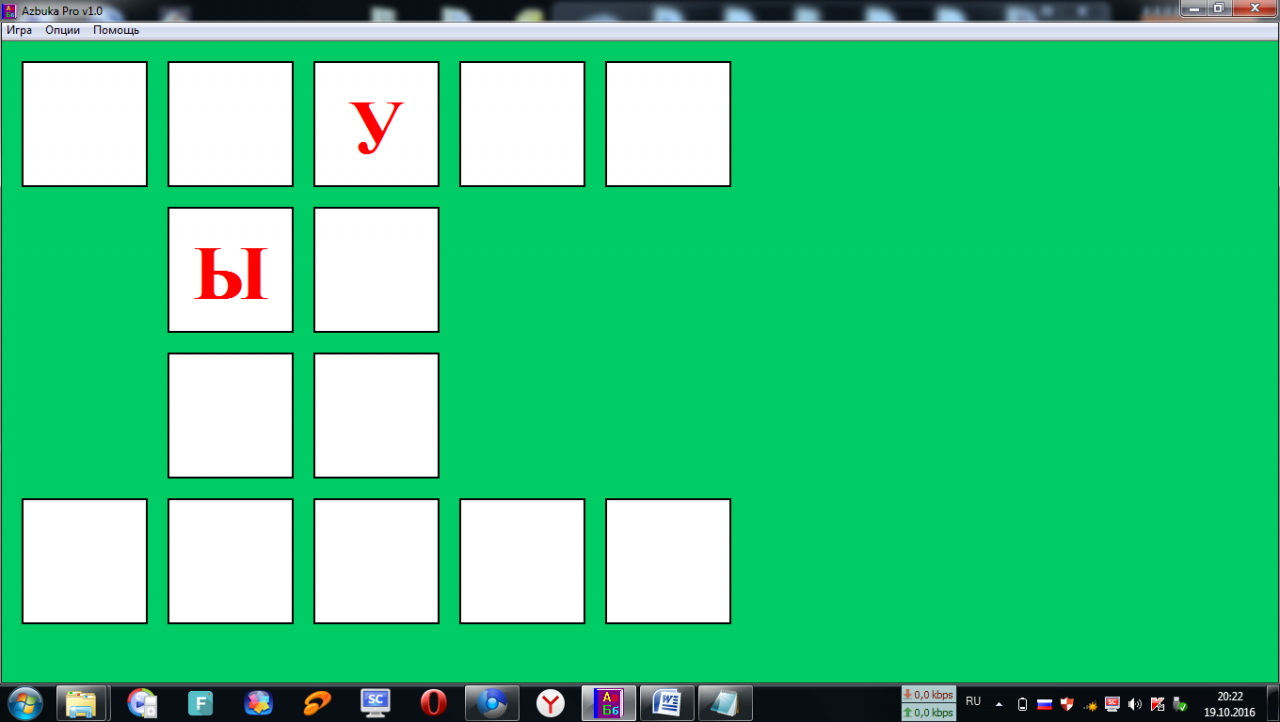 Azbuka Pro v1.0
Игра Опции Помощь
У
Ы
0,0 kbps
0,0 kbps
RU
20:22
19.10.2016